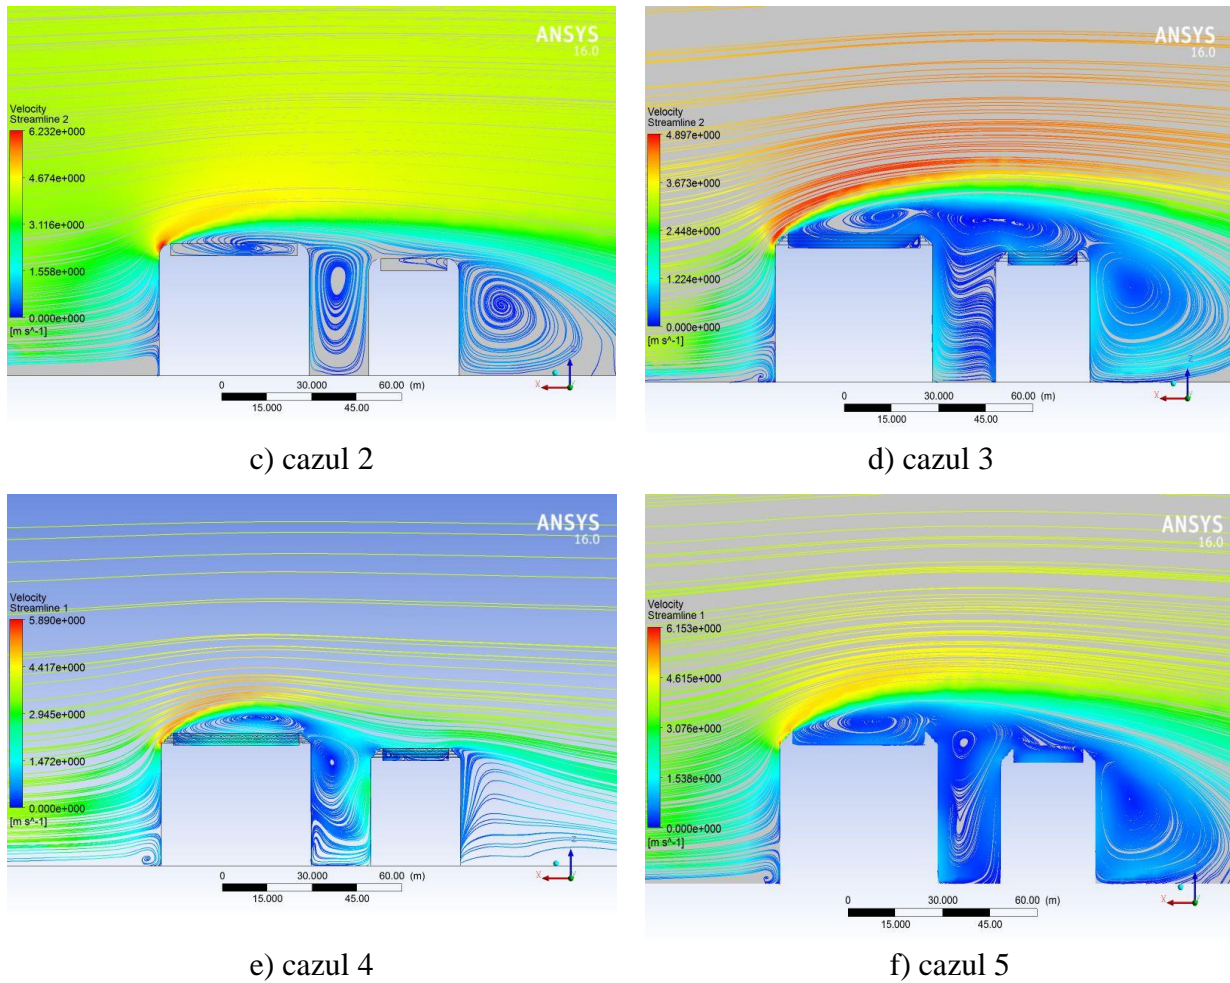 ANSYS
16.0
Velocity
Streamline 2
6.232e+000
4.674e+000
3.116e+000
1.558e+000
0.000e+000
[m s^-1]
0 30.000 60.00 (m)
15.000 45.00
X
c) cazul 2
ANSYS
16.0
Velocity
Streamline 2
4.897e+000
3.673e+000
2.448e+000
1.224e+000
0.000e+000
[m s^-1]
Z
X
0 30.000 60.00 (m)
15.000 45.00
d) cazul 3
ANSYS
16.0
Velocity
Streamline 1
5.890e+000
4.417e+000
2.945e+000
1.472e+000
0.000e+000
[m s^-1]
Z
X
0 30.000 60.00 (m)
15.000 45.00
e) cazul 4
ANSYS
16.0
Velocity
Streamline 1
6.153e+000
4.615e+000
3.076e+000
1.538e+000
0.000e+000
[m s^-1]
X
0 30.000 60.00 (m)
15.000 45.00
f) cazul 5